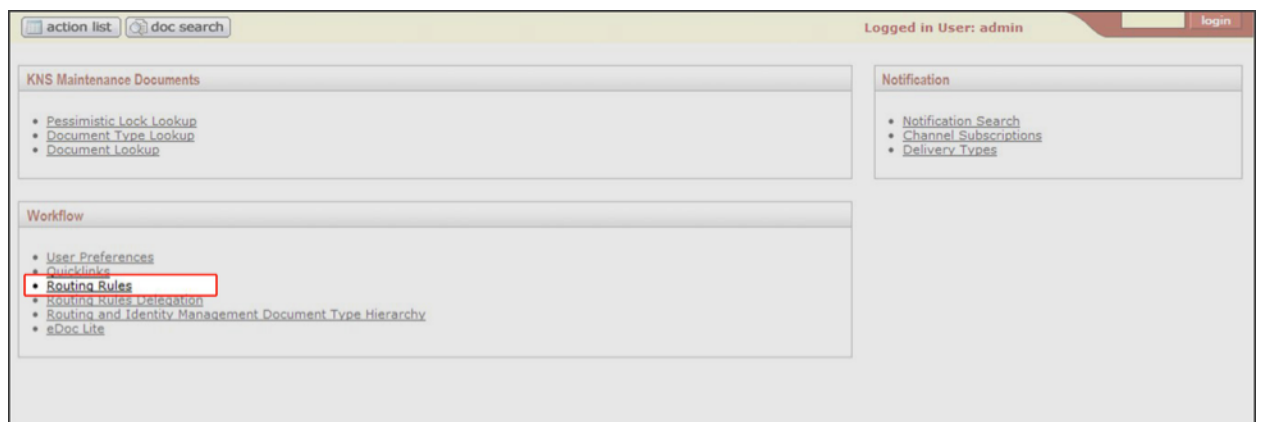 action list doc search Logged in User: admin login
KNS Maintenance Documents
Pessimistic Lock Lookup
Document Type Lookup
Document Lookup
Notification
Notification Search
Channel Subscriptions
Delivery Types
Workflow
User Preferences
Quicklinks
Routing Rules
Routing Rules Delegation
Routing and Identity Management Document Type Hierarchy
eDoc Lite